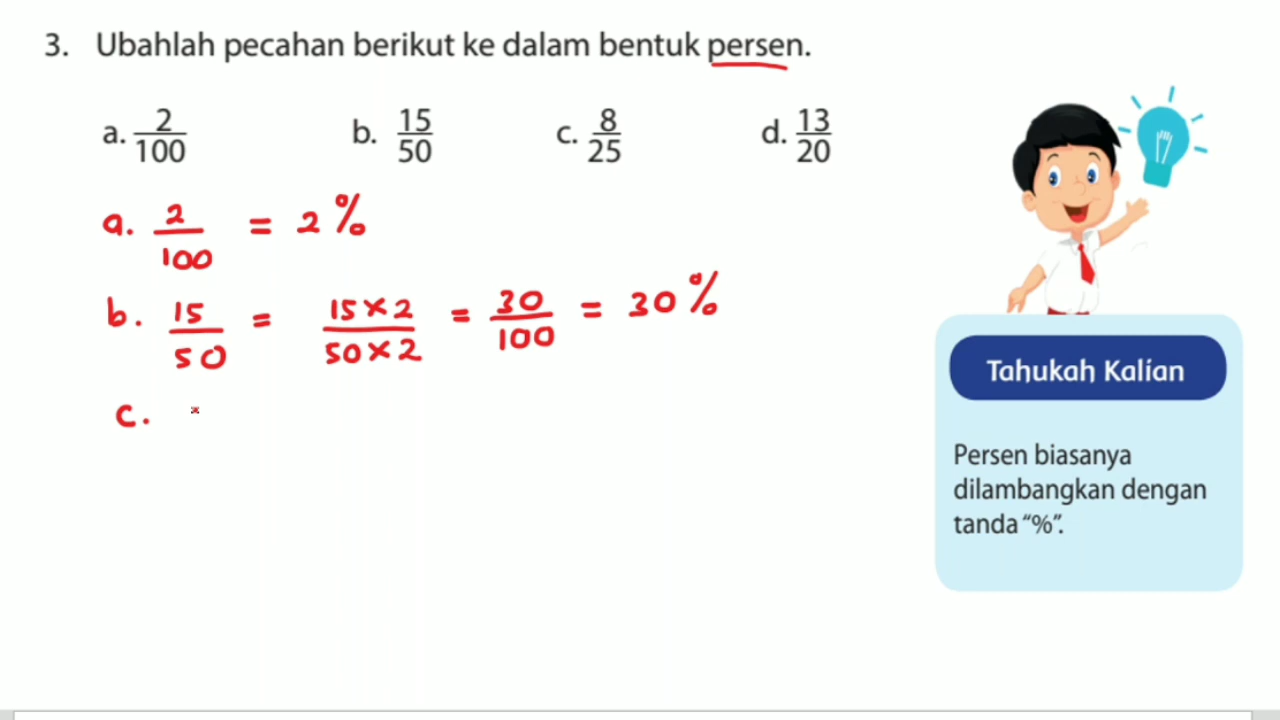 3. Ubahlah pecahan berikut ke dalam bentuk persen.
a. 2/100 b. 15/50 c. 8/25 d. 13/20
a. 2/100 = 2%
b. 15/50 = 15×2/50×2 = 30/100 = 30%
c.
Tahukah Kalian
Persen biasanya
dilambangkan dengan
tanda “%”.